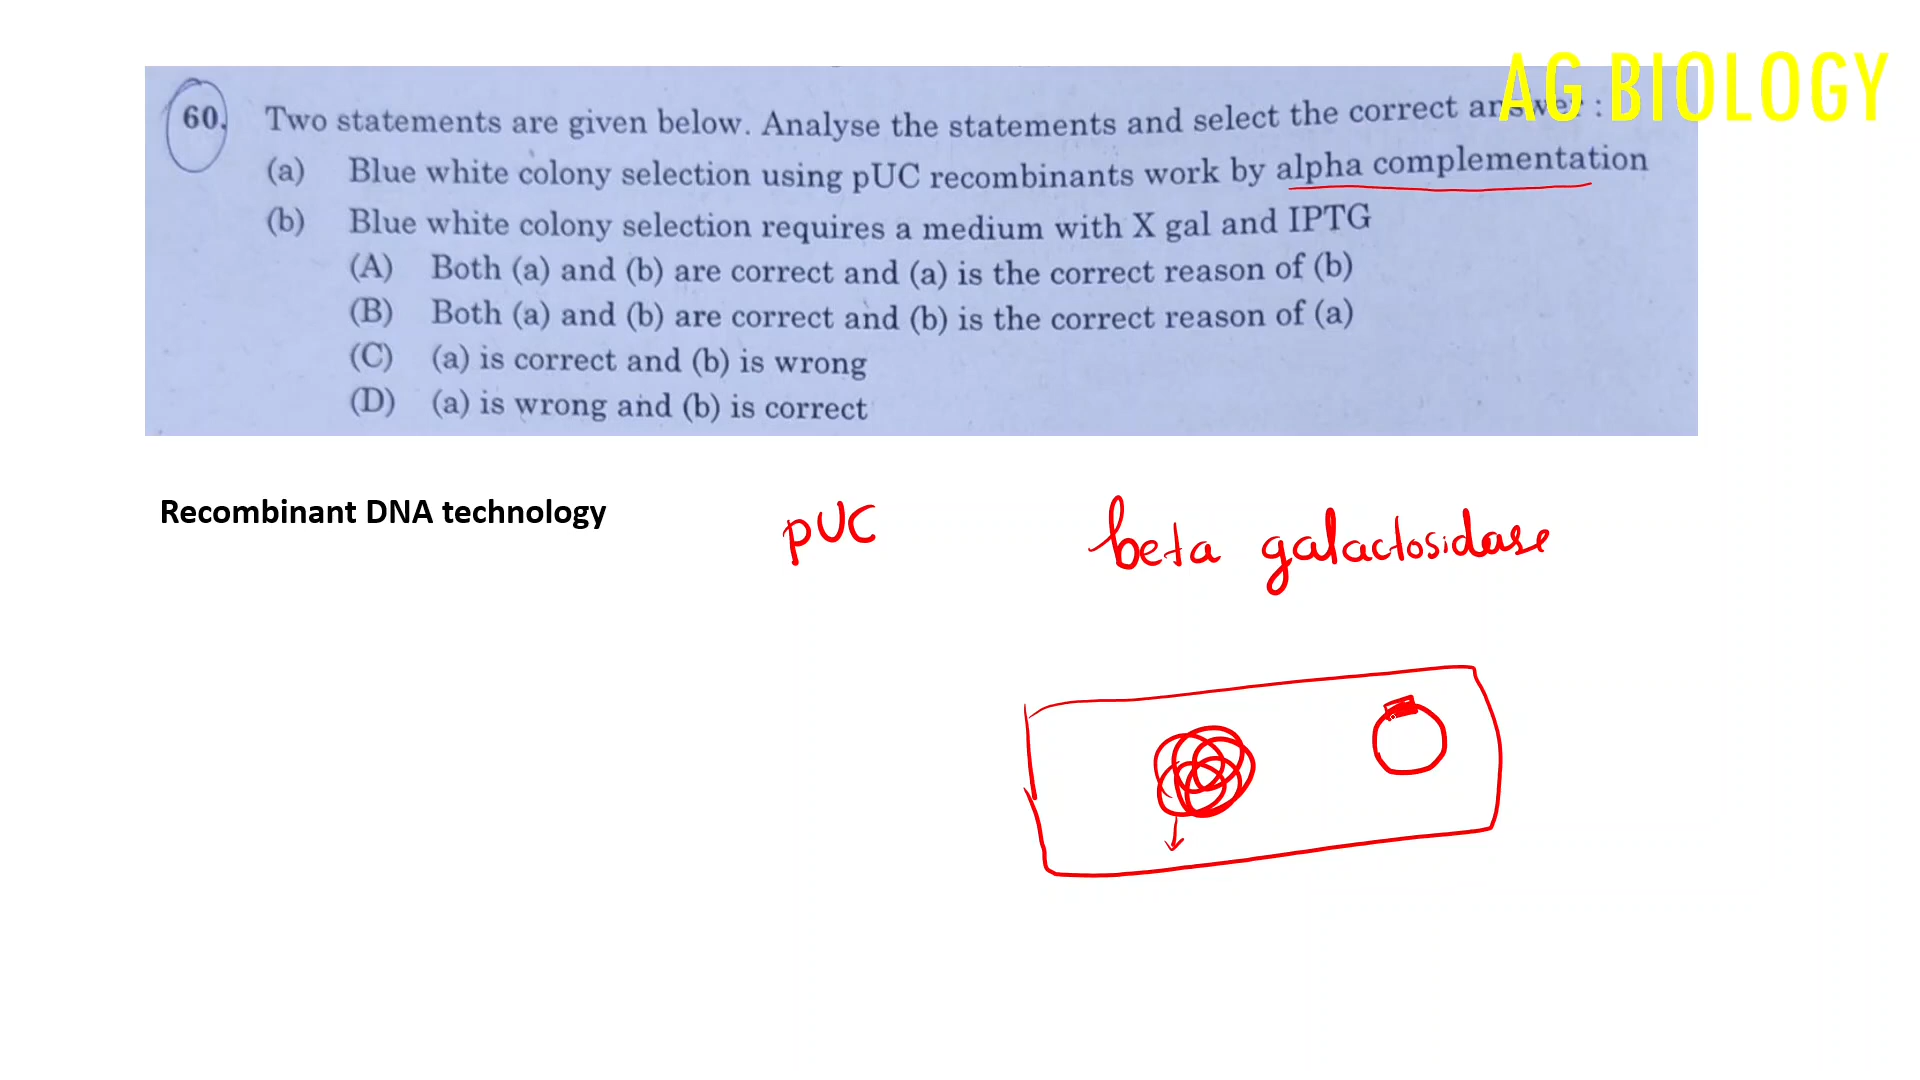 AG BIOLOGY
60. Two statements are given below. Analyse the statements and select the correct answer :
(a) Blue white colony selection using pUC recombinants work by alpha complementation
(b) Blue white colony selection requires a medium with X gal and IPTG
(A) Both (a) and (b) are correct and (a) is the correct reason of (b)
(B) Both (a) and (b) are correct and (b) is the correct reason of (a)
(C) (a) is correct and (b) is wrong
(D) (a) is wrong and (b) is correct
Recombinant DNA technology
pUC
beta galactosidase